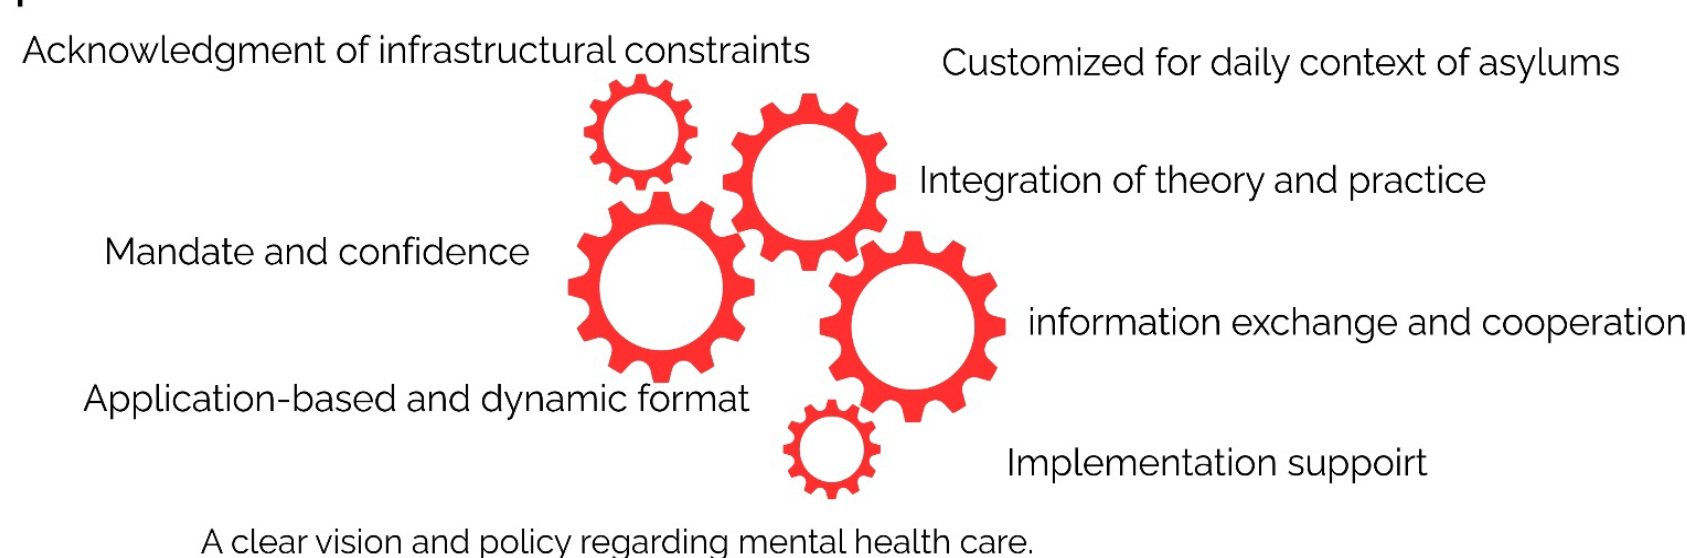 Acknowledgment of infrastructural constraints
Customized for daily context of asylums
Integration of theory and practice
Mandate and confidence
information exchange and cooperation
Application-based and dynamic format
Implementation suppoirt
A clear vision and policy regarding mental health care.